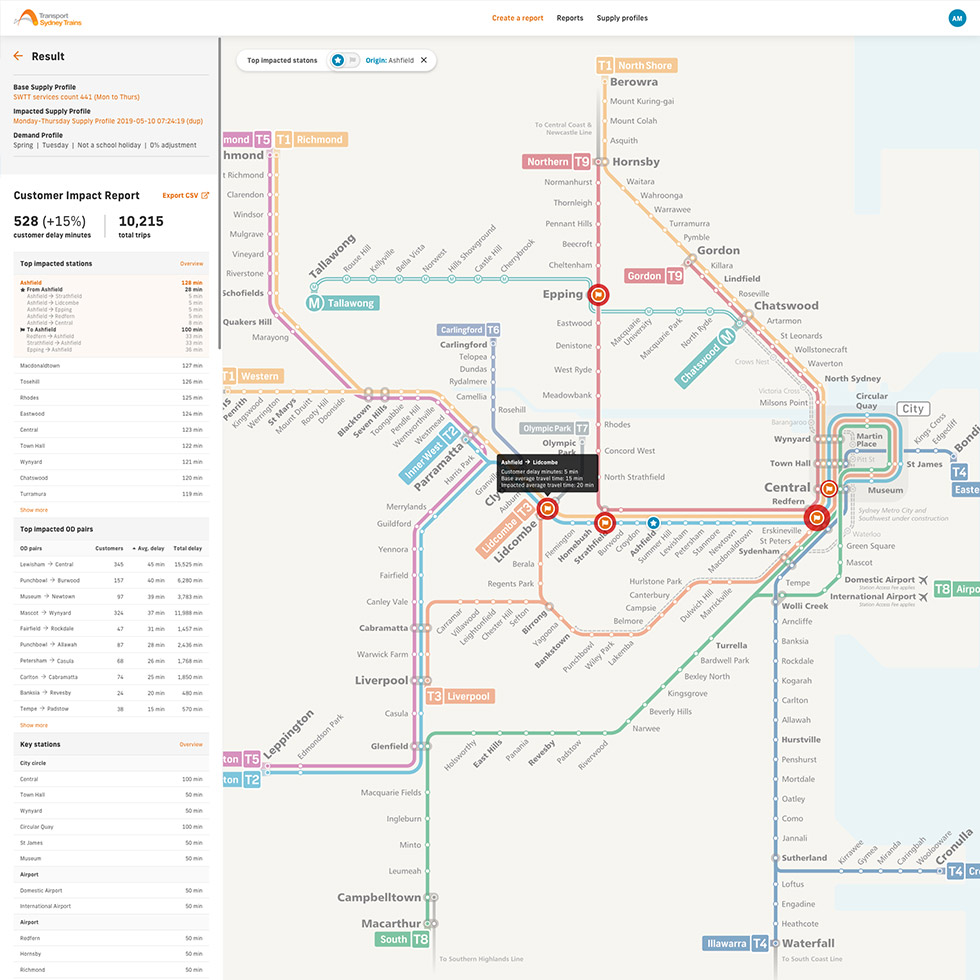 Transport
Sydney Trains
Create a report
Reports
Supply profiles
AM
Result
Base Supply Profile
SWTT services count 441 (Mon to Thurs)
Impacted Supply Profile
Monday-Thursday Supply Profile 2019-05-10 07:24:19 (dup)
Demand Profile
Spring | Tuesday | Not a school holiday | 0% adjustment
Customer Impact Report
Export CSV
528 (+15%)
customer delay minutes
10,215
total trips
Top impacted stations
Overview
Ashfield 128 min
From Ashfield 28 min
Ashfield → Strathfield 5 min
Ashfield → Lidcombe 5 min
Ashfield → Epping 5 min
Ashfield → Redfern 5 min
Ashfield → Central 8 min
To Ashfield 100 min
Redfern → Ashfield 33 min
Strathfield → Ashfield 33 min
Epping → Ashfield 36 min
Macdonaldtown 127 min
Tosehill 126 min
Rhodes 125 min
Eastwood 124 min
Central 123 min
Town Hall 122 min
Wynyard 121 min
Chatswood 120 min
Turramurra 119 min
Show more
Top impacted OD pairs
OD pairs Customers Avg. delay Total delay
Lewisham → Central 345 45 min 15,525 min
Punchbowl → Burwood 157 40 min 6,280 min
Museum → Newtown 97 39 min 3,783 min
Mascot → Wynyard 324 37 min 11,988 min
Fairfield → Rockdale 47 31 min 1,457 min
Punchbowl → Allawah 87 28 min 2,436 min
Petersham → Casula 68 26 min 1,768 min
Carlton → Cabramatta 74 25 min 1,850 min
Banksia → Revesby 24 20 min 480 min
Tempe → Padstow 38 15 min 570 min
Show more
Key stations
Overview
City circle
Central 100 min
Town Hall 50 min
Wynyard 50 min
Circular Quay 100 min
St James 50 min
Museum 50 min
Airport
Domestic Airport 50 min
International Airport 50 min
Airport
Redfern 50 min
Hornsby 50 min
Richmond 50 min
Top impacted statons
Origin: Ashfield
T1 North Shore
Berowra
Mount Kuring-gai
Mount Colah
Asquith
To Central Coast &
Newcastle Line
Northern T9
Hornsby
Normanhurst
Thornleigh
Pennant Hills
Beecroft
Cheltenham
Epping
Eastwood
Denistone
West Ryde
Meadowbank
Rhodes
Concord West
North Strathfield
Waitara
Wahroonga
Warrawee
Turramurra
Pymble
Gordon
Gordon T9
Killara
Lindfield
Roseville
Chatswood
Artarmon
St Leonards
Wollstonecraft
Waverton
North Sydney
Crows Nest
Victoria Cross
Milsons Point
Barangaroo
Macquarie
University
Macquarie Park
North Ryde
Chatswood M
mond T5
T1 Richmond
hmond
t Richmond
Clarendon
Windsor
Mulgrave
Vineyard
Riverstone
Schofields
Quakers Hill
Marayong
Tallawong
Rouse Hill
Kellyville
Bella Vista
Norwest
Hills Showground
Castle Hill
Cherrybrook
M Tallawong
Carlingford T6
Carlingford
Telopea
Dundas
Rydalmere
Camellia
Rosehill
T1 Western
Penrith
Kingswood
Werrington
St Marys
Mount Druitt
Rooty Hill
Doonside
Blacktown
Seven Hills
Toongabbie
Pendle Hill
Wentworthville
Westmead
Inner West T2
Parramatta
Harris Park
Granvi
Cly
Auburn
Olympic Park T7
Olympic
Park
Ashfield → Lidcombe
Customer delay minutes: 5 min
Base average travel time: 15 min
Impacted average travel time: 20 min
Lidcombe T3
Lidcombe
Flemington
Homebush
Strathfield
Burwood
Croydon
Ashfield
Summer Hill
Lewisham
Petersham
Stanmore
Newtown
Macdonaldtown
Redfern
Central
Town Hall
Wynyard
Circular
Quay
City
Martin
Place
Pitt St
St James
Museum
Kings Cross
Edgecliff
Bondi
T4
Easte
Sydney Metro City and
Southwest under construction
Waterloo
Erskineville
St Peters
Sydenham
Green Square
Mascot
Domestic Airport
Station Access Fee applies
International Airport
Station Access Fee applies
T8 Airpo
Tempe
Wolli Creek
Arncliffe
Banksia
Rockdale
Kogarah
Carlton
Allawah
Hurstville
Penshurst
Mortdale
Oatley
Como
Jannali
Sutherland
Loftus
Engadine
Heathcote
Illawarra T4
Waterfall
To South Coast Line
Kirrawee
Gymea
Miranda
Caringbah
Woolooware
Cronulla
T4 Cr
Merrylands
Guildford
Yennora
Fairfield
Canley Vale
Cabramatta
Warwick Farm
Liverpool
T3 Liverpool
Casula
Glenfield
Berala
Regents Park
Carramar
Villawood
Leightonfield
Chester Hill
Sefton
Birrong
Yagoona
Bankstown
Punchbowl
Wiley Park
Lakemba
Belmore
Campsie
Canterbury
Hurlstone Park
Dulwich Hill
Marrickville
Turrella
Bardwell Park
Bexley North
Kingsgrove
Beverly Hills
Narwee
Riverwood
Padstow
Revesby
Panania
East Hills
Holsworthy
ton T5
ton T2
Leppington
Edmondson Park
Macquarie Fields
Ingleburn
Minto
Leumeah
Campbelltown
Macarthur
South T8
To Southern Highlands Line